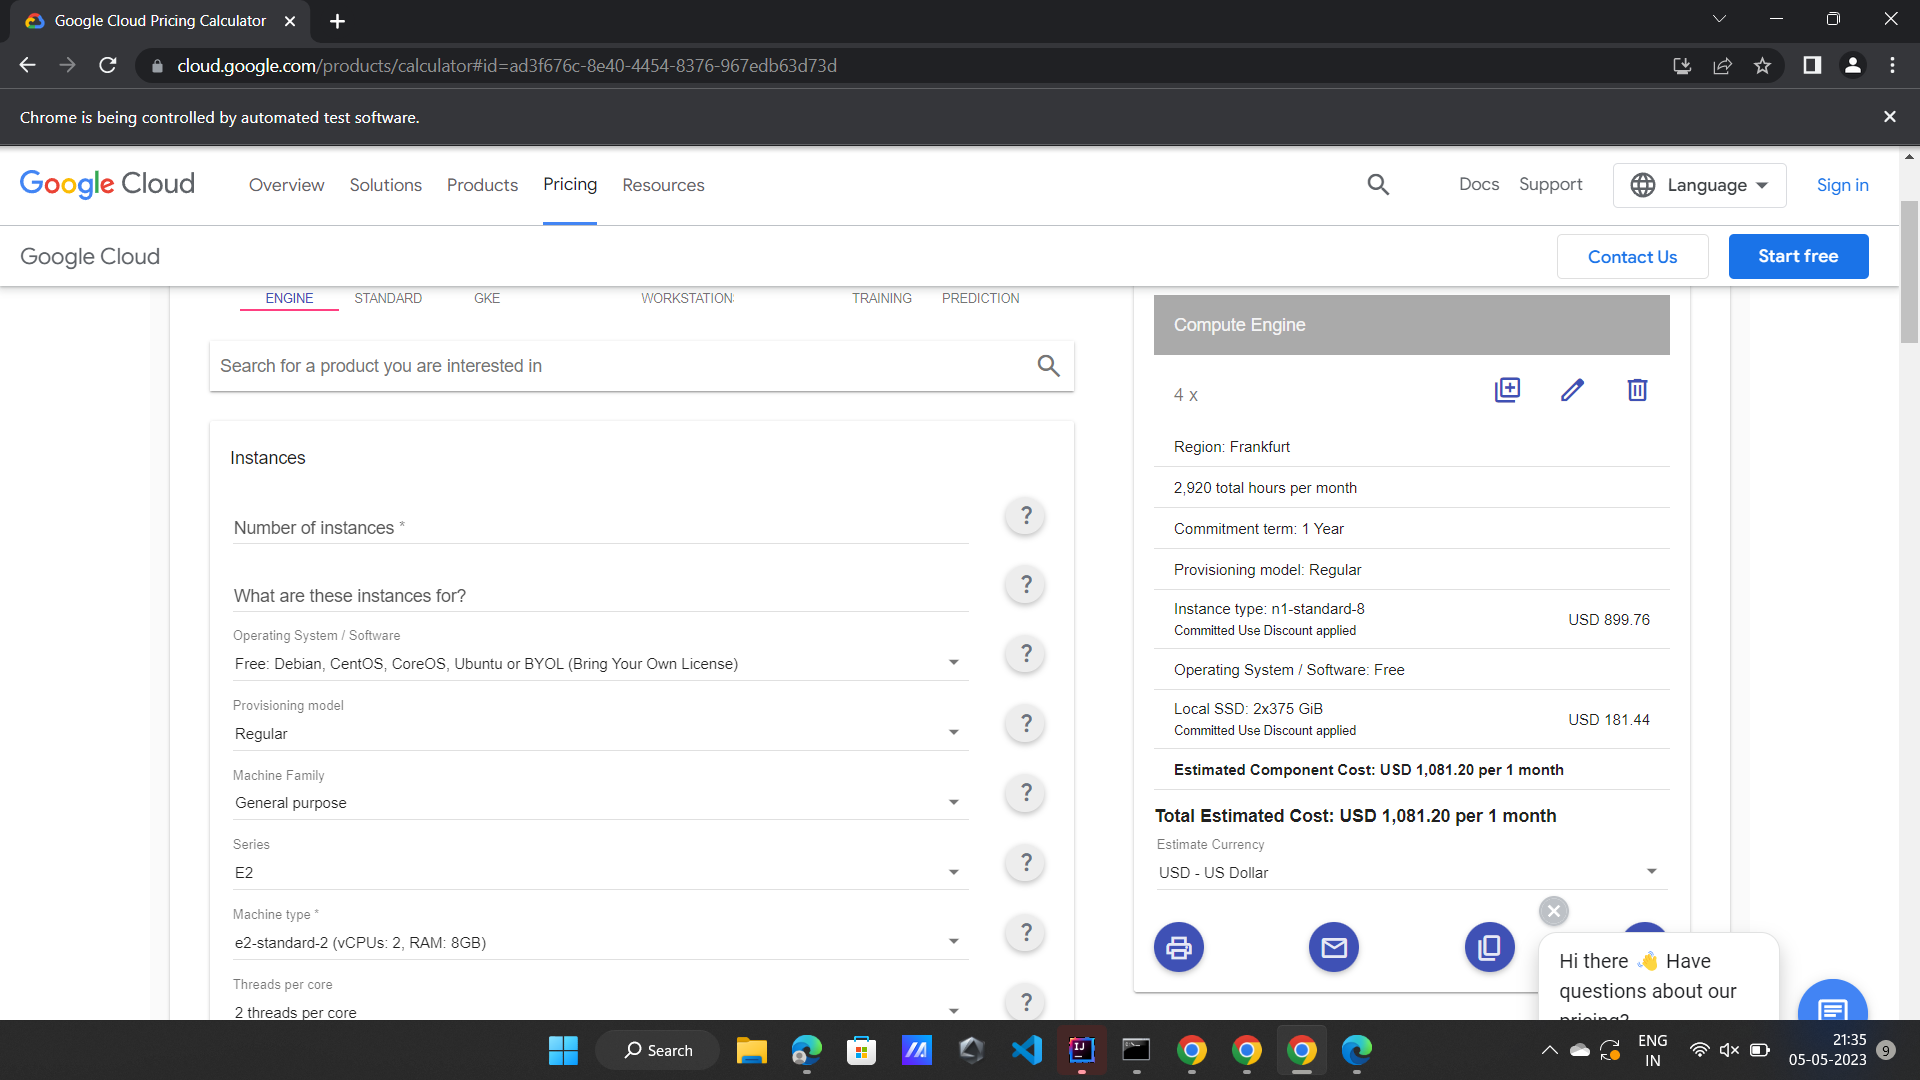 Google Cloud Pricing Calculator
cloud.google.com/products/calculator#id=ad3f676c-8e40-4454-8376-967edb63d73d
Chrome is being controlled by automated test software.
Google Cloud
Overview
Solutions
Products
Pricing
Resources
Docs
Support
Language
Sign in
Google Cloud
Contact Us
Start free
ENGINE
STANDARD
GKE
WORKSTATION
TRAINING
PREDICTION
Search for a product you are interested in
Instances
Number of instances *
?
What are these instances for?
?
Operating System / Software
Free: Debian, CentOS, CoreOS, Ubuntu or BYOL (Bring Your Own License)
?
Provisioning model
Regular
?
Machine Family
General purpose
?
Series
E2
?
Machine type *
e2-standard-2 (vCPUs: 2, RAM: 8GB)
?
Threads per core
2 threads per core
?
Compute Engine
4 x
Region: Frankfurt
2,920 total hours per month
Commitment term: 1 Year
Provisioning model: Regular
Instance type: n1-standard-8
Committed Use Discount applied
USD 899.76
Operating System / Software: Free
Local SSD: 2x375 GiB
Committed Use Discount applied
USD 181.44
Estimated Component Cost: USD 1,081.20 per 1 month
Total Estimated Cost: USD 1,081.20 per 1 month
Estimate Currency
USD - US Dollar
Hi there 👋 Have
questions about our
pricing?
Search
IJ
ENG
IN
21:35
05-05-2023
9